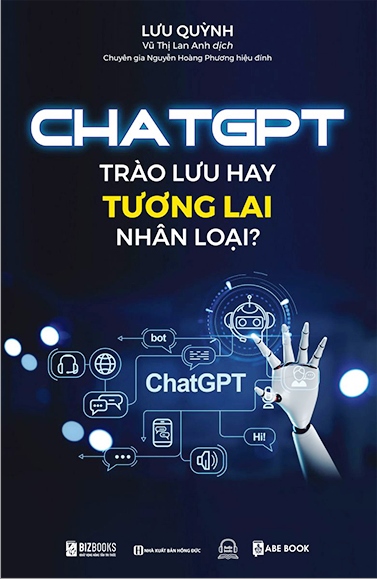 LƯU QUỲNH
Vũ Thị Lan Anh dịch
Chuyên gia Nguyễn Hoàng Phương hiệu đính
CHATGPT
TRÀO LƯU HAY
TƯƠNG LAI
NHÂN LOẠI?
bot
ChatGPT
Hi!
BIZBOOKS
NHÀ XUẤT BẢN HỒNG ĐỨC
ABE BOOK